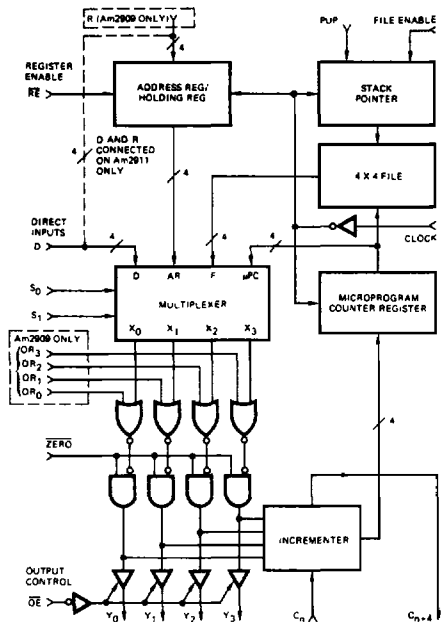 R (Am2909 ONLY)
PUP
FILE ENABLE
4
REGISTER
ENABLE
RE
ADDRESS REG/
HOLDING REG
STACK
POINTER
4
D AND R
CONNECTED
ON Am2911
ONLY
4
4 X 4 FILE
4
4
CLOCK
DIRECT
INPUTS
D
4
D AR F μPC
S0
S1
MULTIPLEXER
X0 X1 X2 X3
MICROPROGRAM
COUNTER REGISTER
Am2909 ONLY
OR3
OR2
OR1
OR0
4
ZERO
INCREMENTER
OUTPUT
CONTROL
OE
Y0 Y1 Y2 Y3
Cn
Cn+4